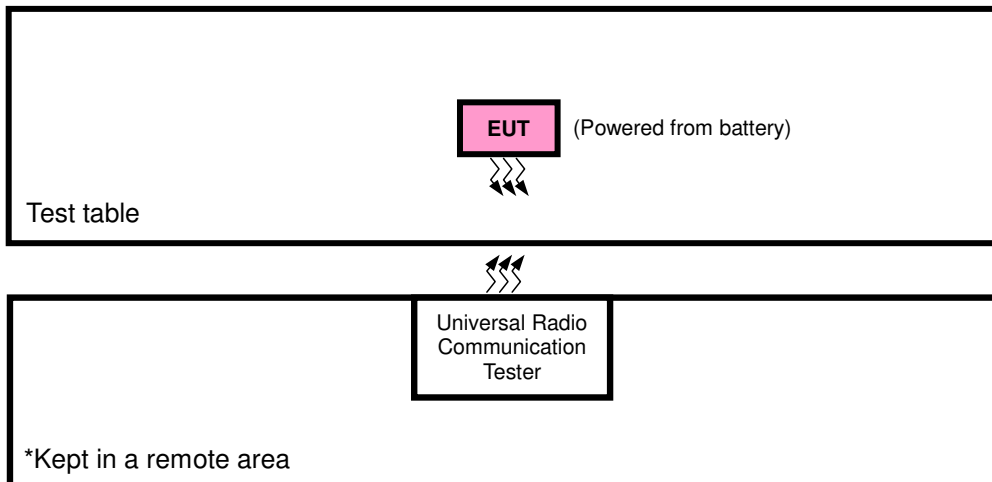 EUT
(Powered from battery)
Test table
Universal Radio
Communication
Tester
*Kept in a remote area